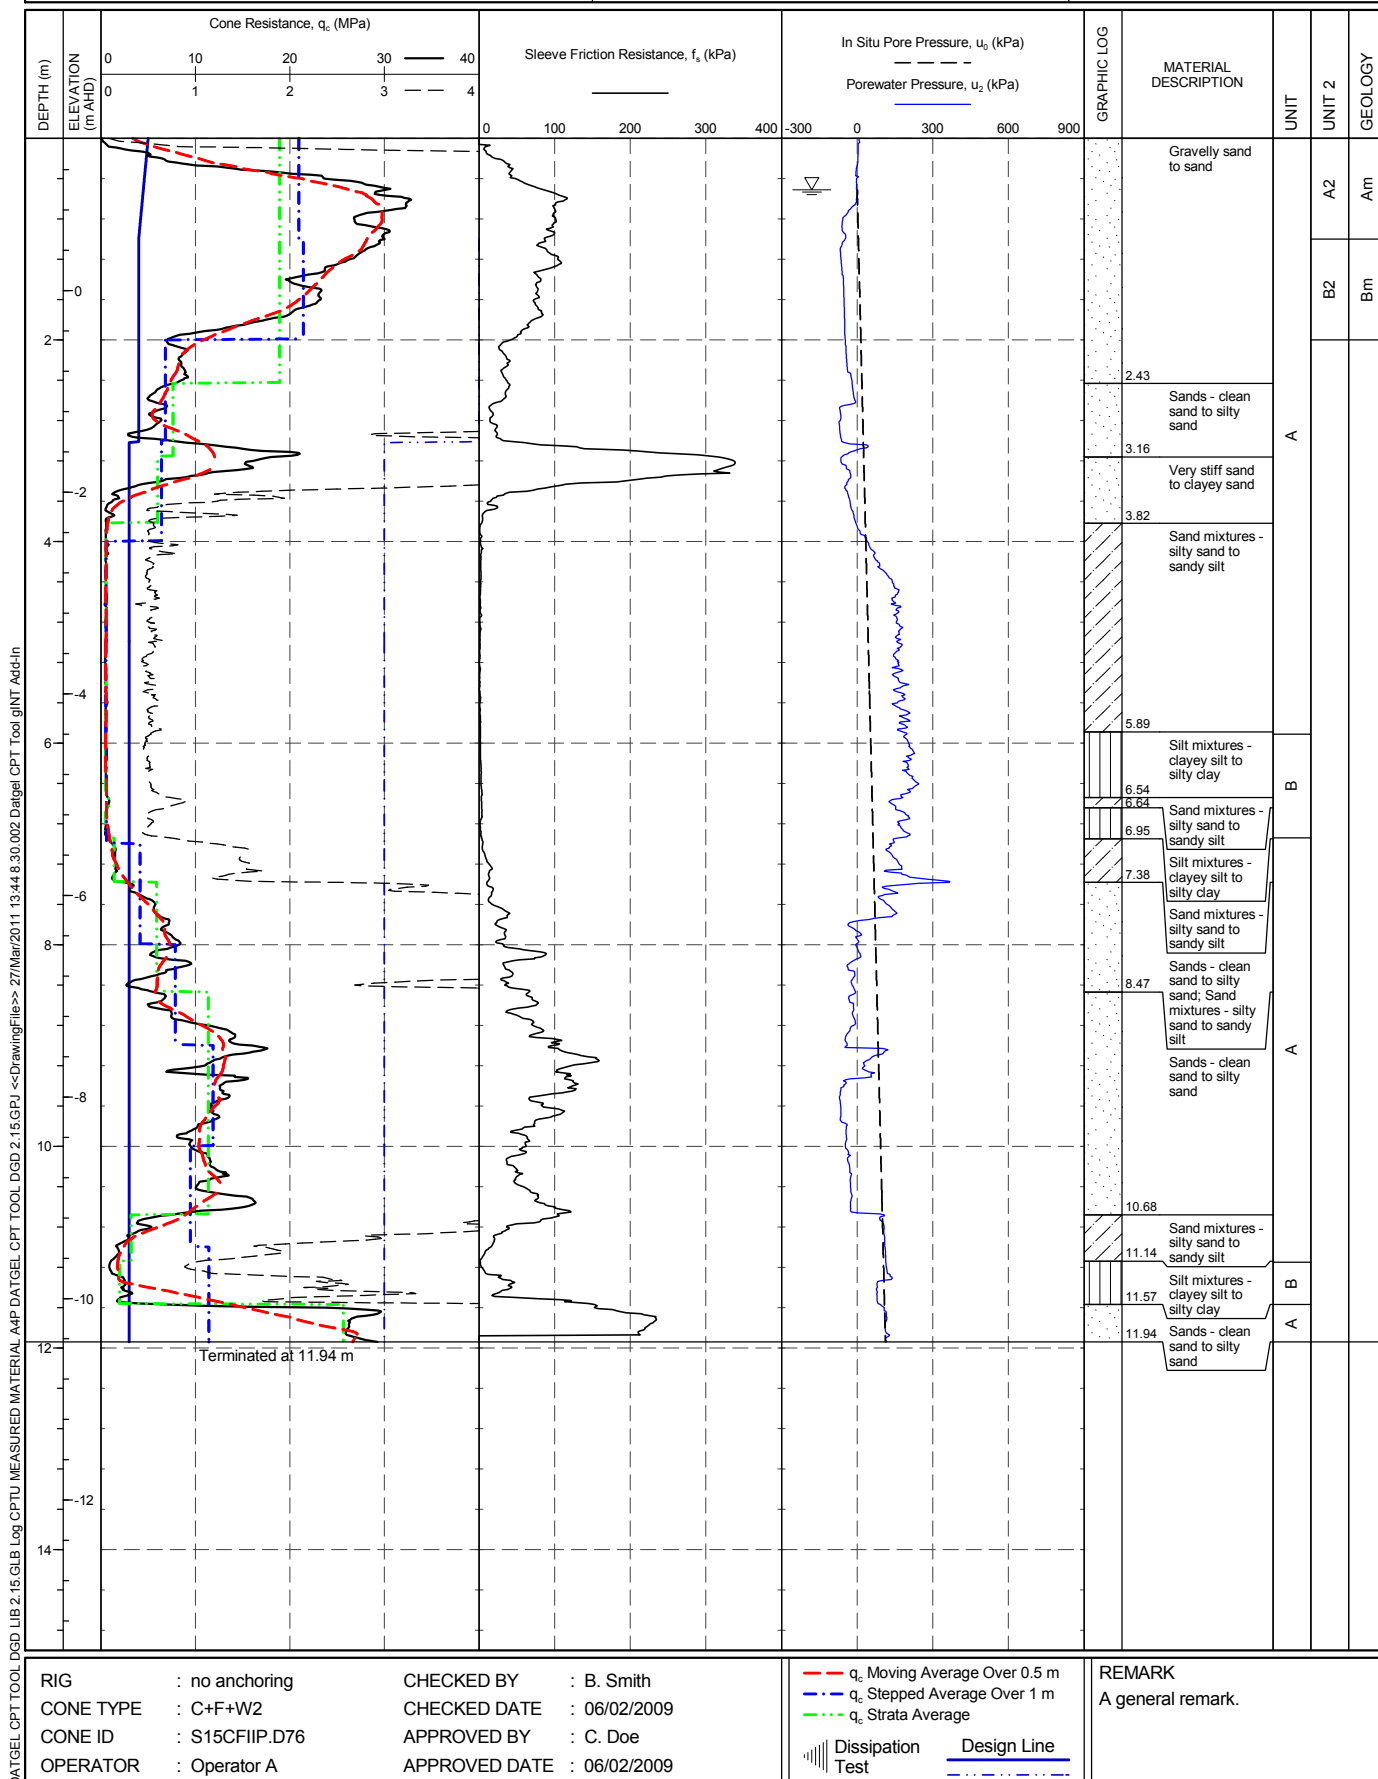 Cone Resistance, qc (MPa)
0 10 20 30 40
0 1 2 3 4
Sleeve Friction Resistance, fs (kPa)
0 100 200 300 400
In Situ Pore Pressure, u0 (kPa)
Porewater Pressure, u2 (kPa)
-300 0 300 600 900
DEPTH (m)
ELEVATION
(m AHD)
GRAPHIC LOG
MATERIAL
DESCRIPTION
UNIT
UNIT 2
GEOLOGY
Gravelly sand
to sand
A2
Am
B2
Bm
0
2
2.43
Sands - clean
sand to silty
sand
A
3.16
Very stiff sand
to clayey sand
-2
3.82
4
Sand mixtures -
silty sand to
sandy silt
-4
5.89
6
Silt mixtures -
clayey silt to
silty clay
B
6.54
6.64
Sand mixtures -
silty sand to
sandy silt
6.95
Silt mixtures -
clayey silt to
silty clay
7.38
-6
Sand mixtures -
silty sand to
sandy silt
8
Sands - clean
sand to silty
sand; Sand
mixtures - silty
sand to sandy
silt
8.47
A
Sands - clean
sand to silty
sand
-8
10
10.68
Sand mixtures -
silty sand to
sandy silt
11.14
Silt mixtures -
clayey silt to
silty clay
B
-10
11.57
A
Sands - clean
sand to silty
sand
11.94
12
Terminated at 11.94 m
-12
14
DATGEL CPT TOOL DGD LIB 2.15.GLB Log CPTU MEASURED MATERIAL A4P DATGEL CPT TOOL DGD 2.15.GPJ <<DrawingFile>> 27/Mar/2011 13:44 8.30.002 Datgel CPT Tool gINT Add-In
RIG : no anchoring
CONE TYPE : C+F+W2
CONE ID : S15CFIIP.D76
OPERATOR : Operator A
CHECKED BY : B. Smith
CHECKED DATE : 06/02/2009
APPROVED BY : C. Doe
APPROVED DATE : 06/02/2009
qc Moving Average Over 0.5 m
qc Stepped Average Over 1 m
qc Strata Average
Dissipation
Test
Design Line
REMARK
A general remark.